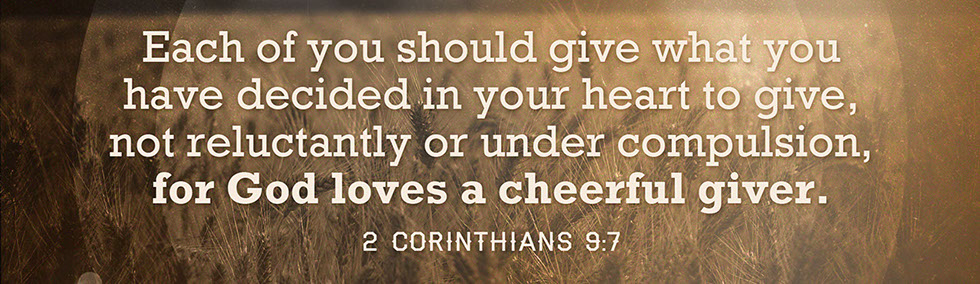 Each of you should give what you
have decided in your heart to give,
not reluctantly or under compulsion,
for God loves a cheerful giver.
2 CORINTHIANS 9:7